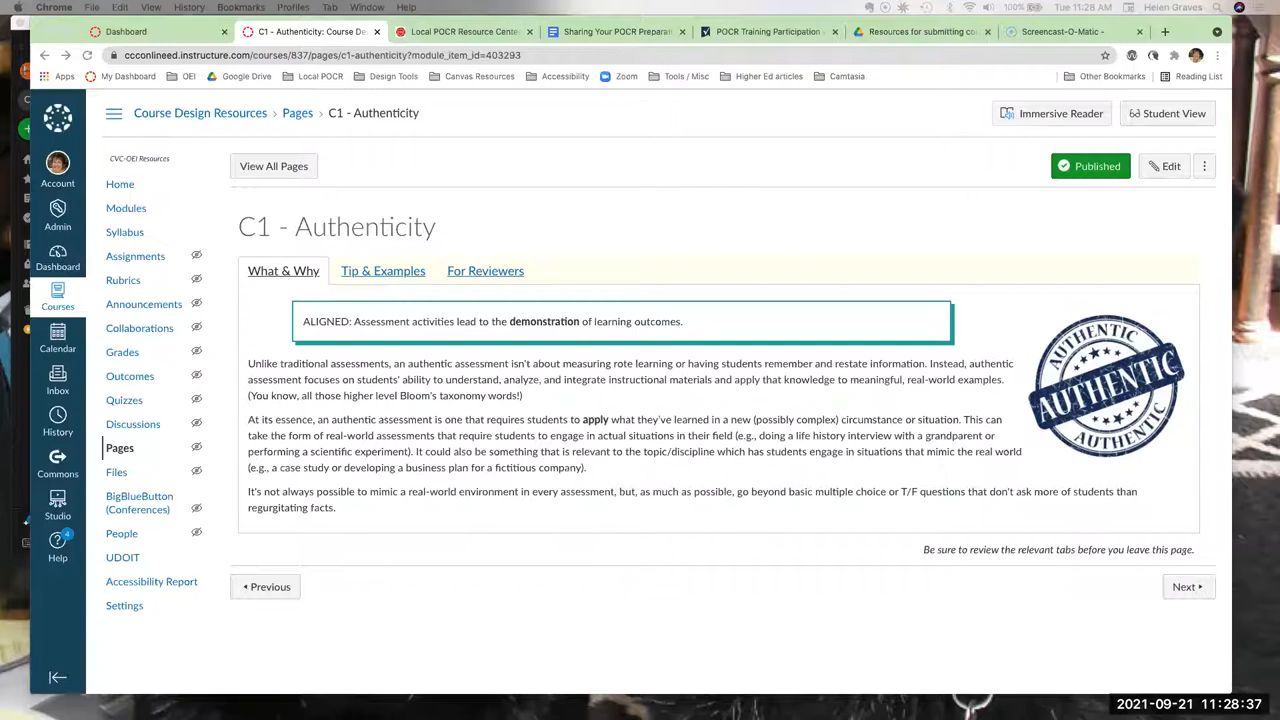 Chrome File Edit View History Bookmarks Profiles Tab Window Help 100% Tue 11:28 AM Helen Graves
Dashboard × C1 - Authenticity: Course De × Local POCR Resource Cente × Sharing Your POCR Preparat × POCR Training Participation × Resources for submitting co × Screencast-O-Matic - × +
cccconlineed.instructure.com/courses/837/pages/c1-authenticity?module_item_id=403293
Apps My Dashboard OEI Google Drive Local POCR Design Tools Canvas Resources Accessibility Zoom Tools / Misc Higher Ed articles Camtasia Other Bookmarks Reading List
Course Design Resources › Pages › C1 - Authenticity
Immersive Reader
Student View
Account
Admin
Dashboard
Courses
Calendar
Inbox
History
Commons
Studio
4
Help
CVC-OEI Resources
Home
Modules
Syllabus
Assignments
Rubrics
Announcements
Collaborations
Grades
Outcomes
Quizzes
Discussions
Pages
Files
BigBlueButton
(Conferences)
People
UDOIT
Accessibility Report
Settings
View All Pages
Published
Edit
C1 - Authenticity
What & Why Tip & Examples For Reviewers
ALIGNED: Assessment activities lead to the demonstration of learning outcomes.
Unlike traditional assessments, an authentic assessment isn't about measuring rote learning or having students remember and restate information. Instead, authentic
assessment focuses on students' ability to understand, analyze, and integrate instructional materials and apply that knowledge to meaningful, real-world examples.
(You know, all those higher level Bloom's taxonomy words!)
At its essence, an authentic assessment is one that requires students to apply what they've learned in a new (possibly complex) circumstance or situation. This can
take the form of real-world assessments that require students to engage in actual situations in their field (e.g., doing a life history interview with a grandparent or
performing a scientific experiment). It could also be something that is relevant to the topic/discipline which has students engage in situations that mimic the real world
(e.g., a case study or developing a business plan for a fictitious company).
It's not always possible to mimic a real-world environment in every assessment, but, as much as possible, go beyond basic multiple choice or T/F questions that don't ask more of students than
regurgitating facts.
AUTHENTIC
AUTHENTIC
AUTHENTIC
Be sure to review the relevant tabs before you leave this page.
Previous
Next
2021-09-21 11:28:37